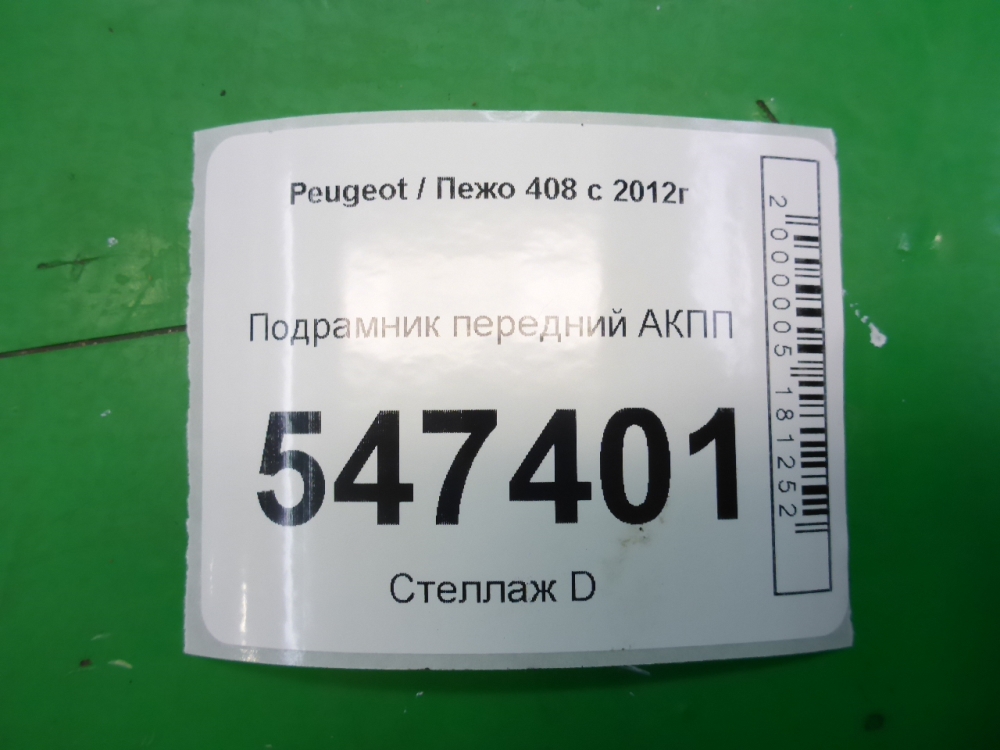 Peugeot / Пежо 408 с 2012г
Подрамник передний АКПП
547401
Стеллаж D
2000005181252